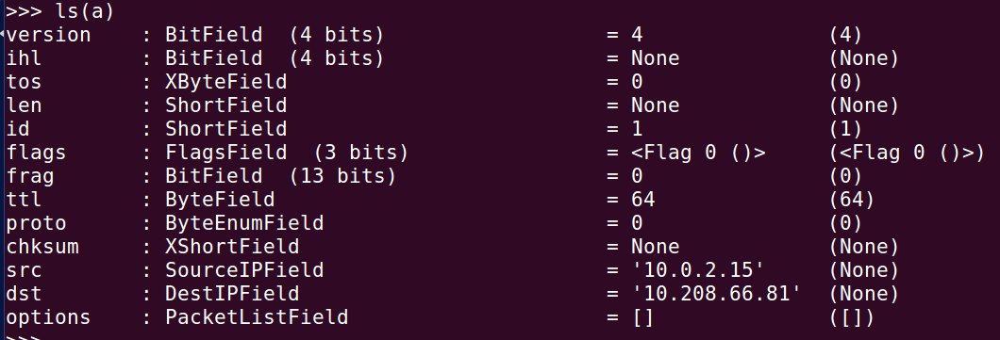 >>> ls(a)
version    : BitField  (4 bits)                   = 4               (4)
ihl        : BitField  (4 bits)                   = None            (None)
tos        : XByteField                           = 0               (0)
len        : ShortField                           = None            (None)
id         : ShortField                           = 1               (1)
flags      : FlagsField  (3 bits)                 = <Flag 0 ()>     (<Flag 0 ()>)
frag       : BitField  (13 bits)                  = 0               (0)
ttl        : ByteField                            = 64              (64)
proto      : ByteEnumField                        = 0               (0)
chksum     : XShortField                          = None            (None)
src        : SourceIPField                        = '10.0.2.15'     (None)
dst        : DestIPField                          = '10.208.66.81'  (None)
options    : PacketListField                      = []              ([])
>>>